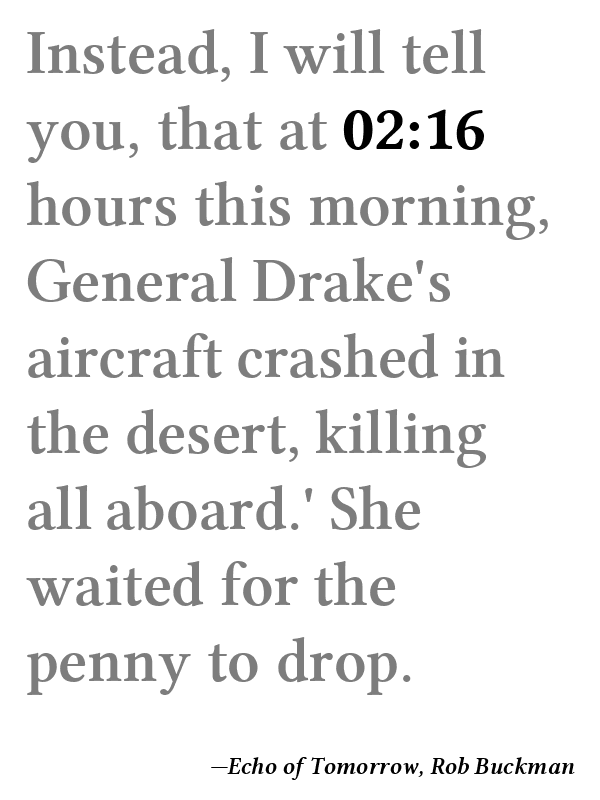 Instead, I will tell
you, that at 02:16
hours this morning,
General Drake's
aircraft crashed in
the desert, killing
all aboard.' She
waited for the
penny to drop.
—Echo of Tomorrow, Rob Buckman